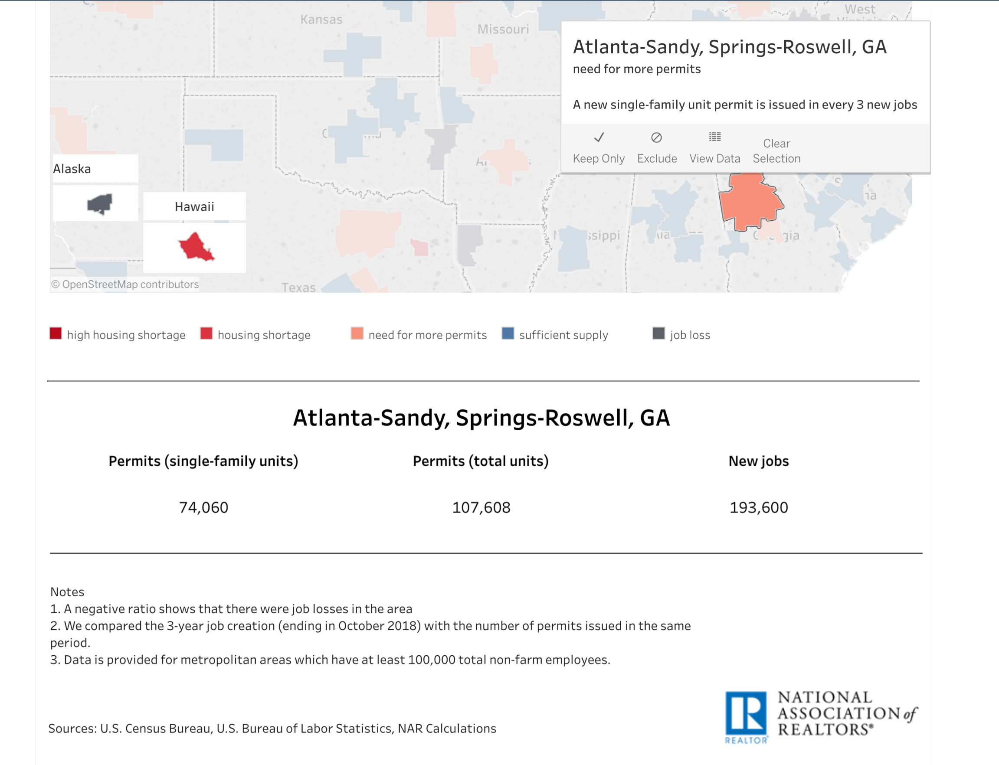 Kansas
Missouri
West
Virginia
Atlanta-Sandy, Springs-Roswell, GA
need for more permits
A new single-family unit permit is issued in every 3 new jobs
Keep Only
Exclude
View Data
Clear
Selection
Alaska
Hawaii
Texas
© OpenStreetMap contributors
high housing shortage
housing shortage
need for more permits
sufficient supply
job loss
Atlanta-Sandy, Springs-Roswell, GA
Permits (single-family units)
Permits (total units)
New jobs
74,060
107,608
193,600
Notes
1. A negative ratio shows that there were job losses in the area
2. We compared the 3-year job creation (ending in October 2018) with the number of permits issued in the same
period.
3. Data is provided for metropolitan areas which have at least 100,000 total non-farm employees.
Sources: U.S. Census Bureau, U.S. Bureau of Labor Statistics, NAR Calculations
REALTOR®
NATIONAL
ASSOCIATION of
REALTORS®